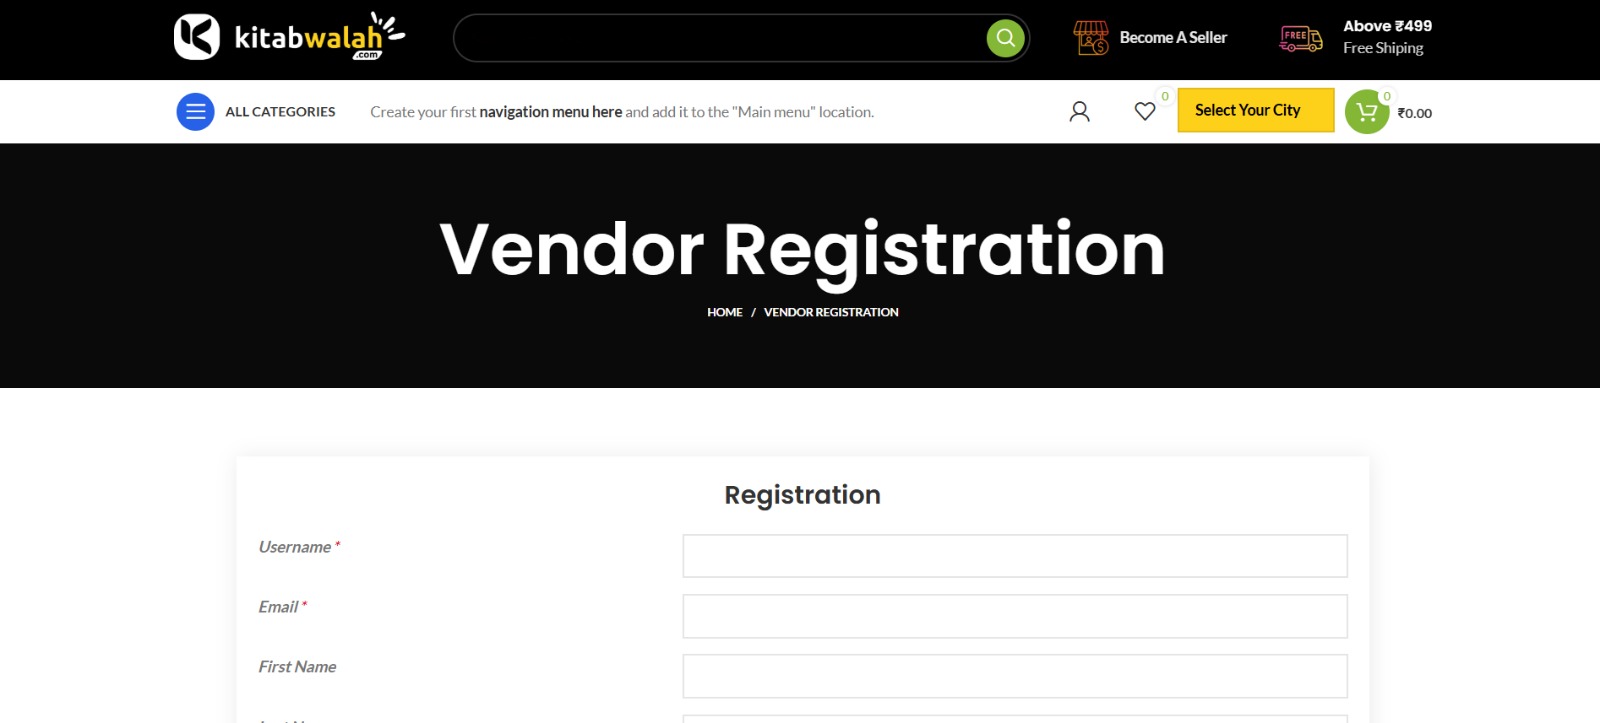 kitabwalah
.com
Become A Seller
FREE
Above ₹499
Free Shiping
ALL CATEGORIES
Create your first navigation menu here and add it to the "Main menu" location.
0
Select Your City
0
₹0.00
Vendor Registration
HOME / VENDOR REGISTRATION
Registration
Username *
Email *
First Name